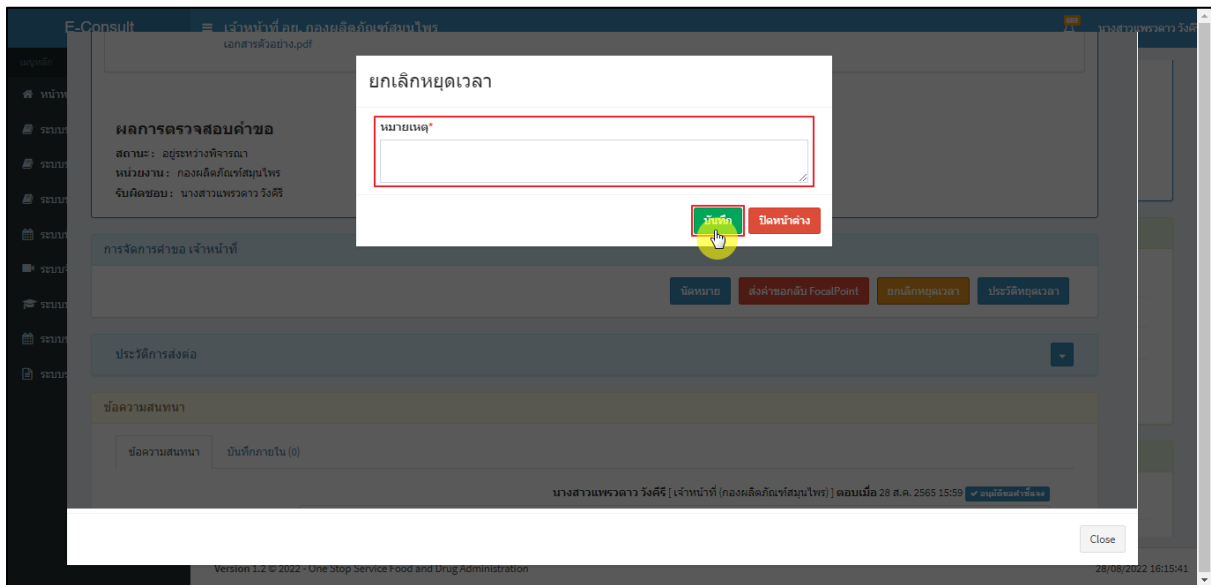 E-Consult
เจ้าหน้าที่ อย. กองผลิตภัณฑ์สมุนไพร
นางสาวแพรวดาว วังคีรี
เอกสารตัวอย่าง.pdf
เมนูหลัก
ยกเลิกหยุดเวลา
หมายเหตุ*
ผลการตรวจสอบคำขอ
สถานะ : อยู่ระหว่างพิจารณา
หน่วยงาน : กองผลิตภัณฑ์สมุนไพร
รับผิดชอบ : นางสาวแพรวดาว วังคีรี
บันทึก
ปิดหน้าต่าง
การจัดการคำขอ เจ้าหน้าที่
นัดหมาย
ส่งคำขอกลับ FocalPoint
ยกเลิกหยุดเวลา
ประวัติหยุดเวลา
ประวัติการส่งต่อ
ข้อความสนทนา
ข้อความสนทนา
บันทึกภายใน (0)
นางสาวแพรวดาว วังคีรี [ เจ้าหน้าที่ (กองผลิตภัณฑ์สมุนไพร) ] ตอบเมื่อ 28 ส.ค. 2565 15:59
Close
Version 1.2 © 2022 - One Stop Service Food and Drug Administration
28/08/2022 16:15:41